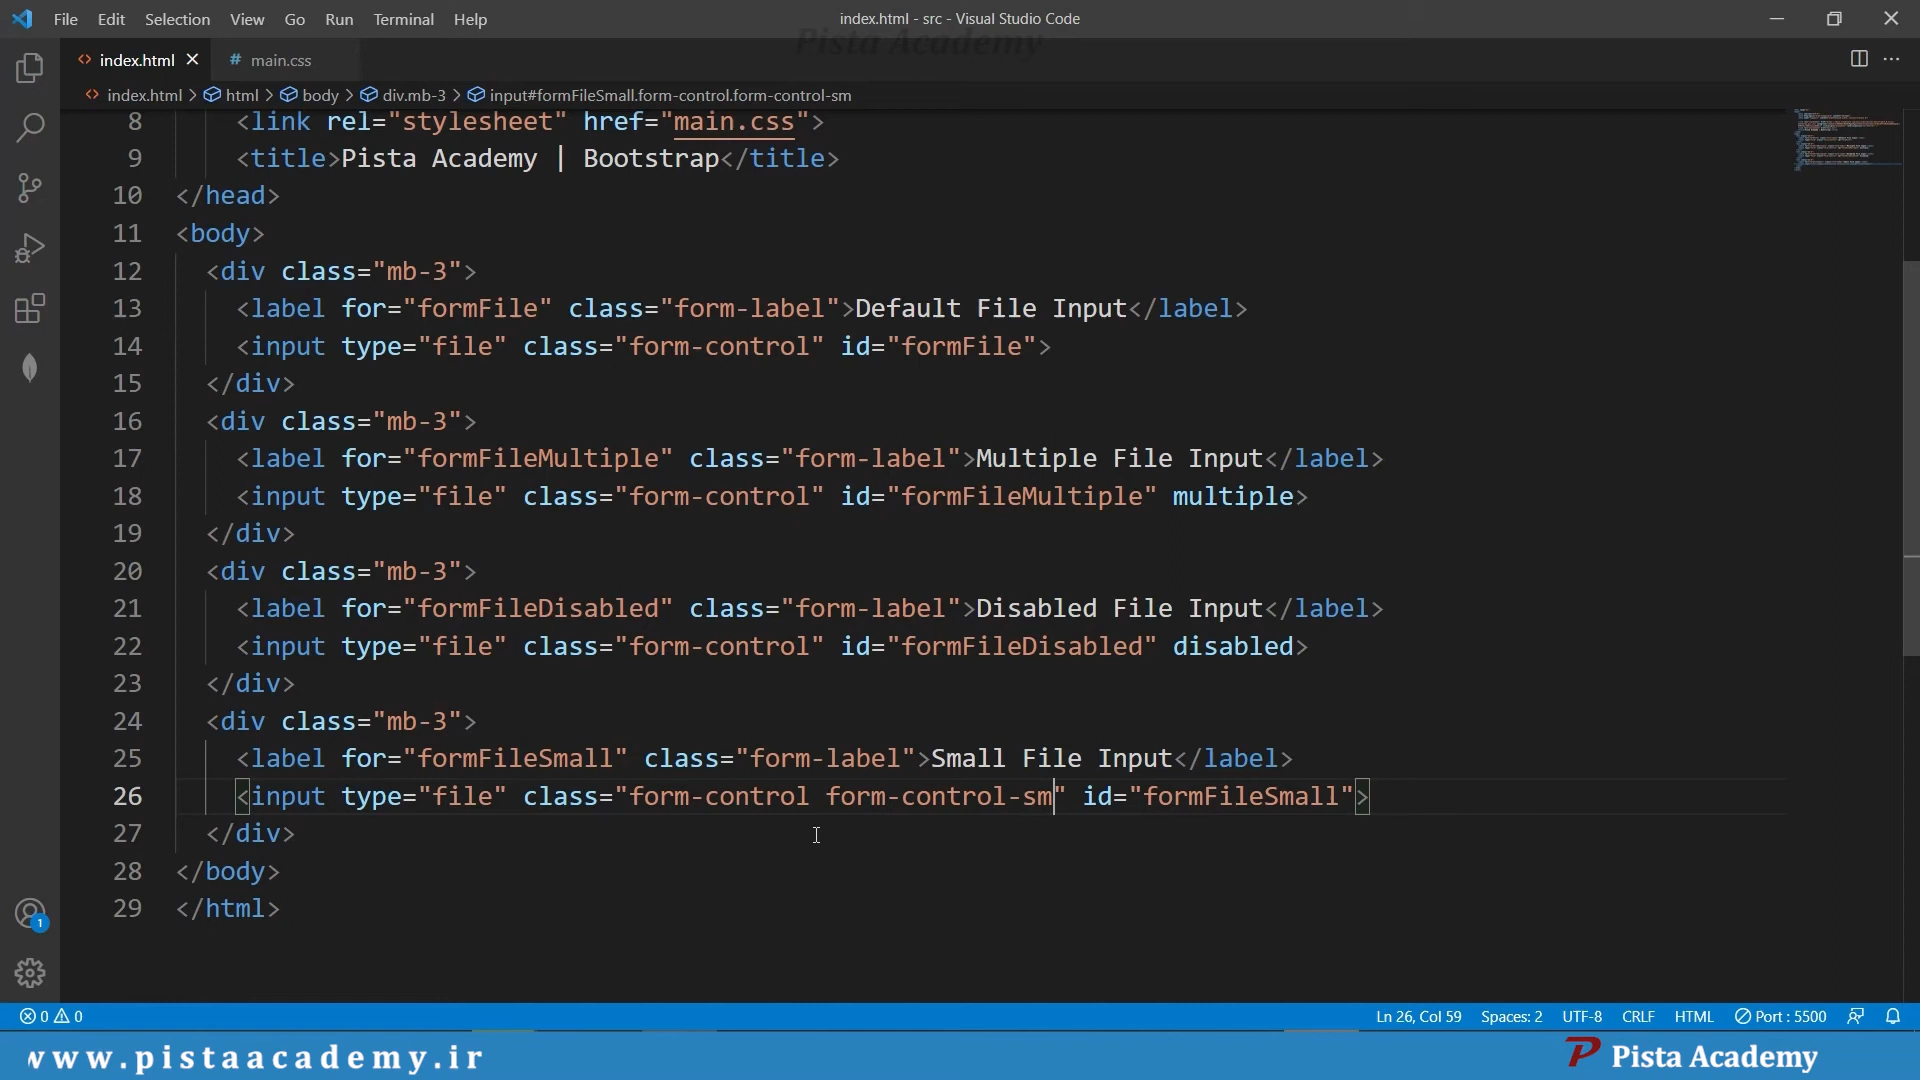 File Edit Selection View Go Run Terminal Help
index.html - src - Visual Studio Code
Pista Academy
index.html
# main.css
index.html > html > body > div.mb-3 > input#formFileSmall.form-control.form-control-sm
8 <link rel="stylesheet" href="main.css">
9 <title>Pista Academy | Bootstrap</title>
10 </head>
11 <body>
12 <div class="mb-3">
13 <label for="formFile" class="form-label">Default File Input</label>
14 <input type="file" class="form-control" id="formFile">
15 </div>
16 <div class="mb-3">
17 <label for="formFileMultiple" class="form-label">Multiple File Input</label>
18 <input type="file" class="form-control" id="formFileMultiple" multiple>
19 </div>
20 <div class="mb-3">
21 <label for="formFileDisabled" class="form-label">Disabled File Input</label>
22 <input type="file" class="form-control" id="formFileDisabled" disabled>
23 </div>
24 <div class="mb-3">
25 <label for="formFileSmall" class="form-label">Small File Input</label>
26 <input type="file" class="form-control form-control-sm" id="formFileSmall">
27 </div>
28 </body>
29 </html>
1
0 0
Ln 26, Col 59 Spaces: 2 UTF-8 CRLF HTML Port : 5500
www.pistaacademy.ir
Pista Academy